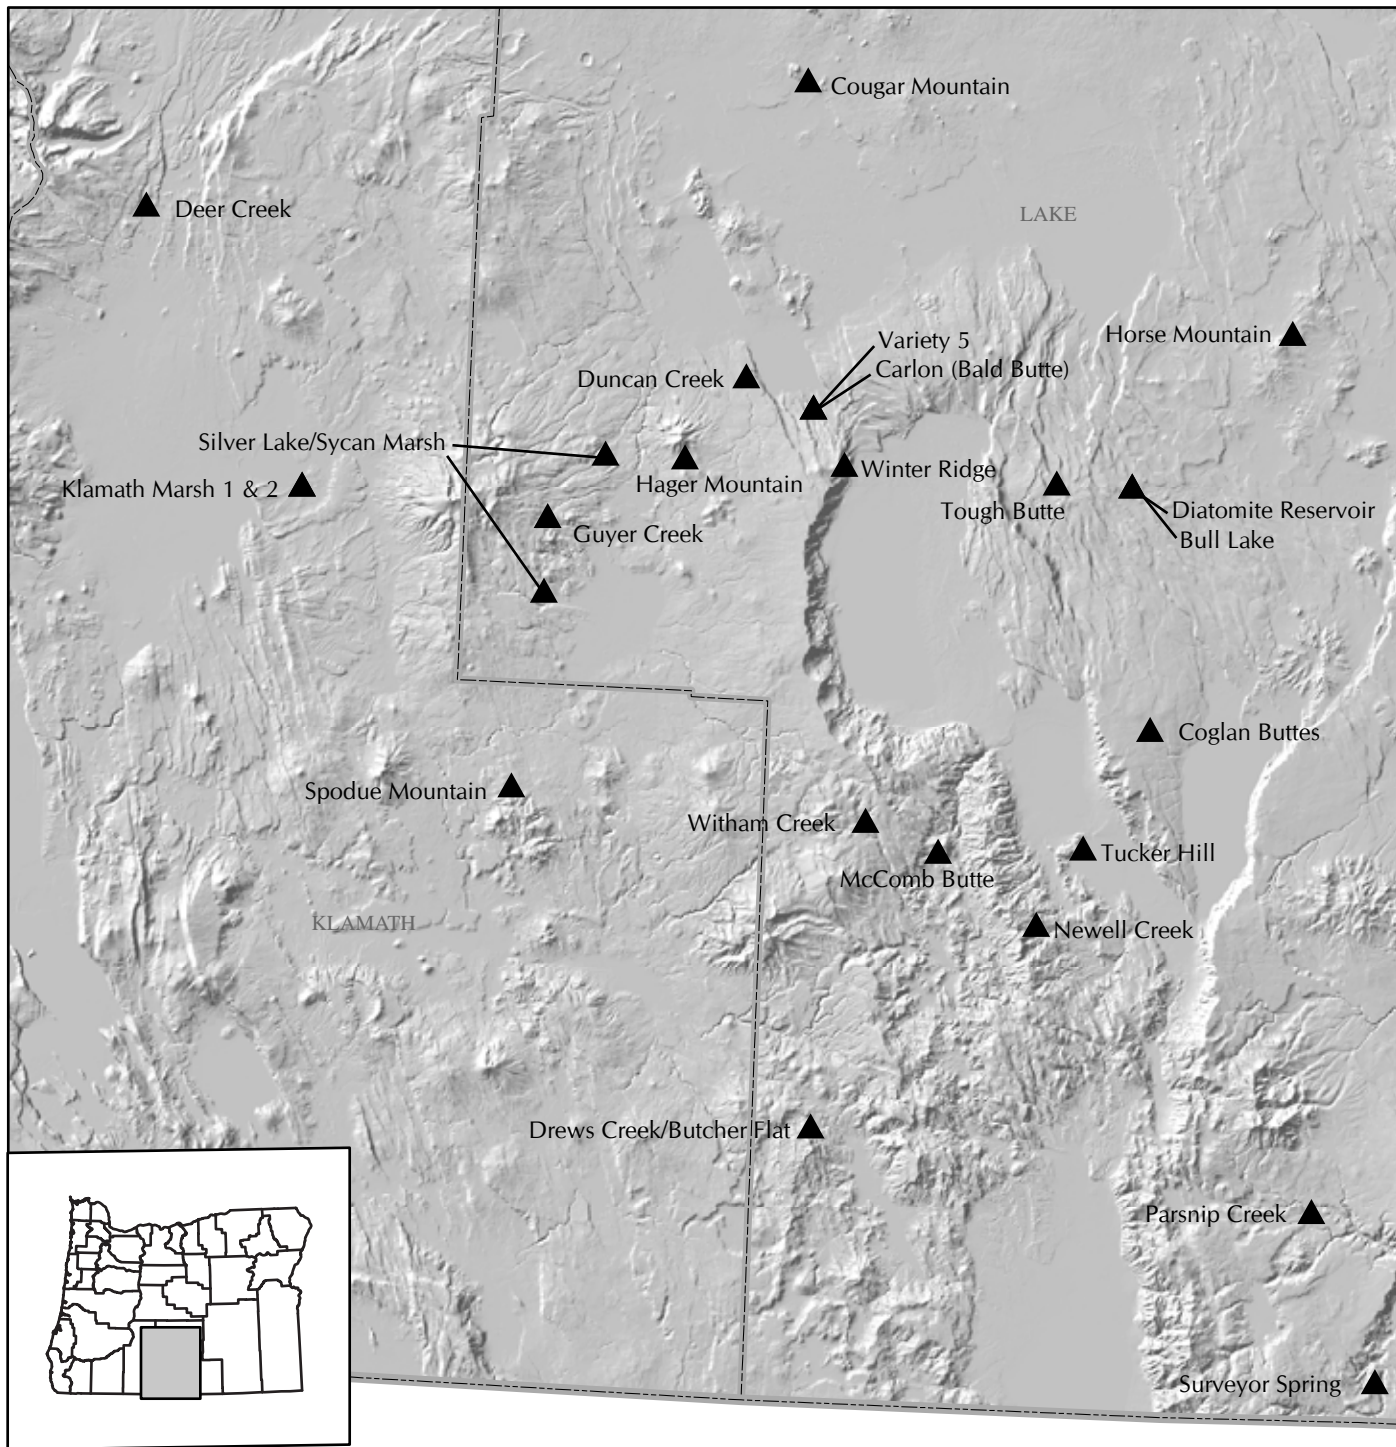 Cougar Mountain
Deer Creek
LAKE
Horse Mountain
Variety 5
Carlon (Bald Butte)
Duncan Creek
Silver Lake/Sycan Marsh
Winter Ridge
Hager Mountain
Klamath Marsh 1 & 2
Tough Butte
Diatomite Reservoir
Bull Lake
Guyer Creek
Coglan Buttes
Spodue Mountain
Witham Creek
Tucker Hill
McComb Butte
KLAMATH
Newell Creek
Drews Creek/Butcher Flat
Parsnip Creek
Surveyor Spring